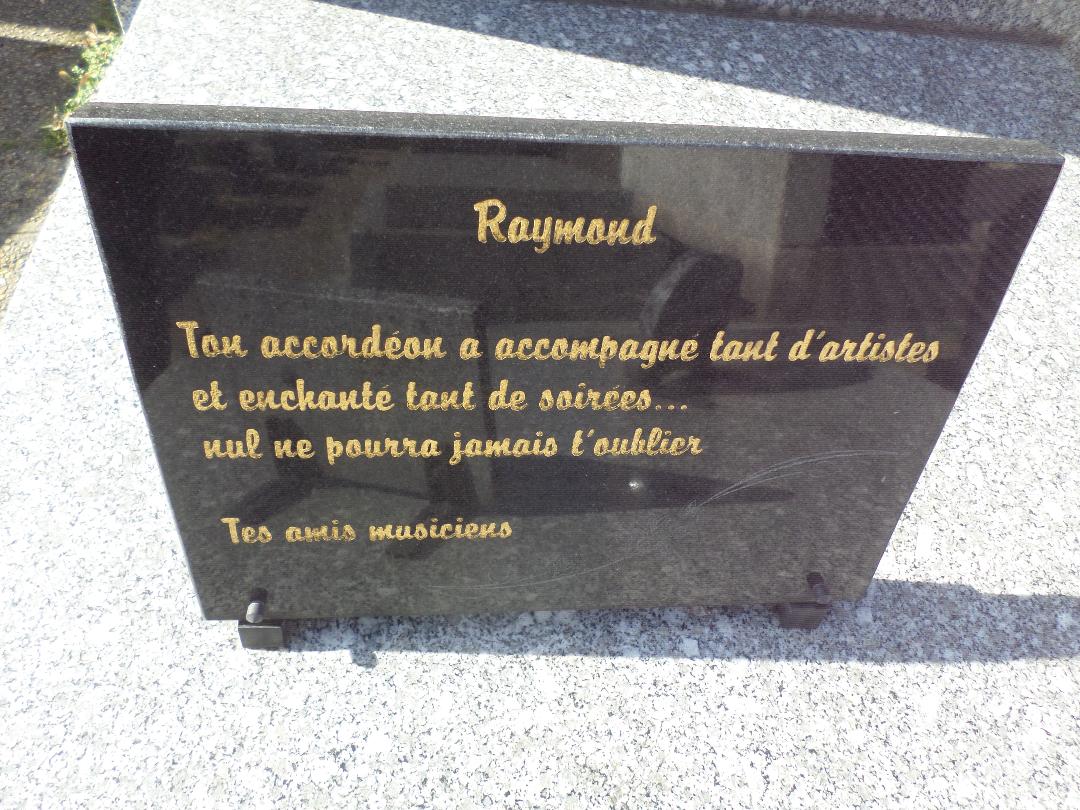 Raymond
Ton accordéon a accompagné tant d'artistes
et enchanté tant de soirées...
nul ne pourra jamais t'oublier
Tes amis musiciens